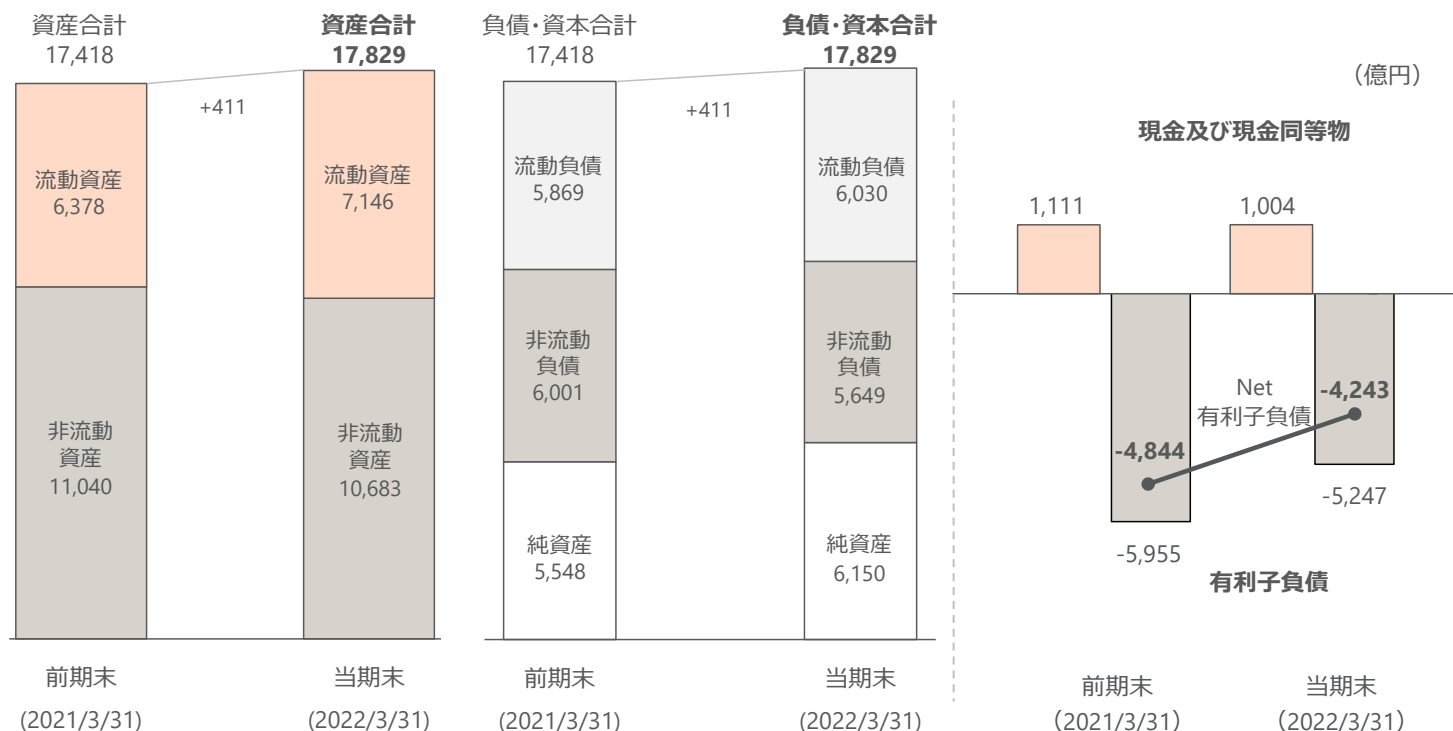 資産合計
17,418
資産合計
17,829
+411
流動資産
6,378
流動資産
7,146
非流動
資産
11,040
非流動
資産
10,683
前期末
(2021/3/31)
当期末
(2022/3/31)
負債・資本合計
17,418
負債・資本合計
17,829
+411
流動負債
5,869
流動負債
6,030
非流動
負債
6,001
非流動
負債
5,649
純資産
5,548
純資産
6,150
前期末
(2021/3/31)
当期末
(2022/3/31)
（億円）
現金及び現金同等物
1,111
1,004
Net
有利子負債
-4,844
-4,243
-5,955
-5,247
有利子負債
前期末
（2021/3/31）
当期末
（2022/3/31）